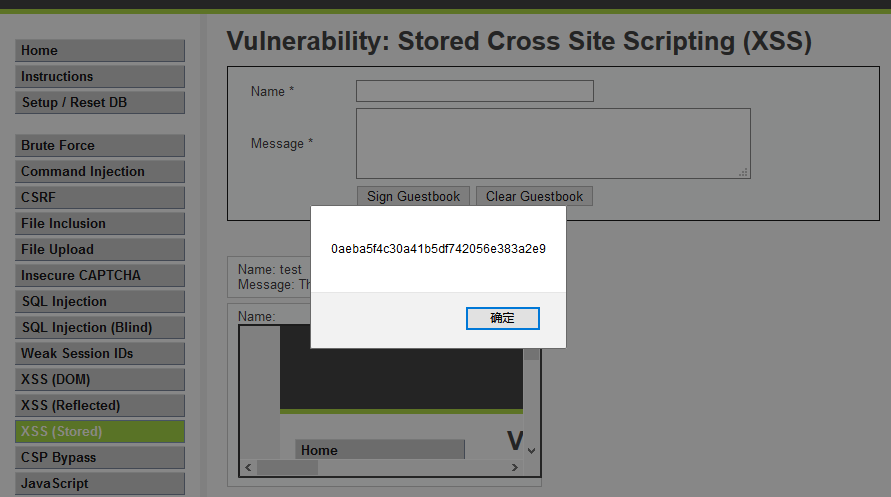 Vulnerability: Stored Cross Site Scripting (XSS)
Home
Instructions
Setup / Reset DB
Brute Force
Command Injection
CSRF
File Inclusion
File Upload
Insecure CAPTCHA
SQL Injection
SQL Injection (Blind)
Weak Session IDs
XSS (DOM)
XSS (Reflected)
XSS (Stored)
CSP Bypass
JavaScript
Name *
Message *
Sign Guestbook Clear Guestbook
0aeba5f4c30a41b5df742056e383a2e9
确定
Name: test
Message: Th
Name:
V
Home